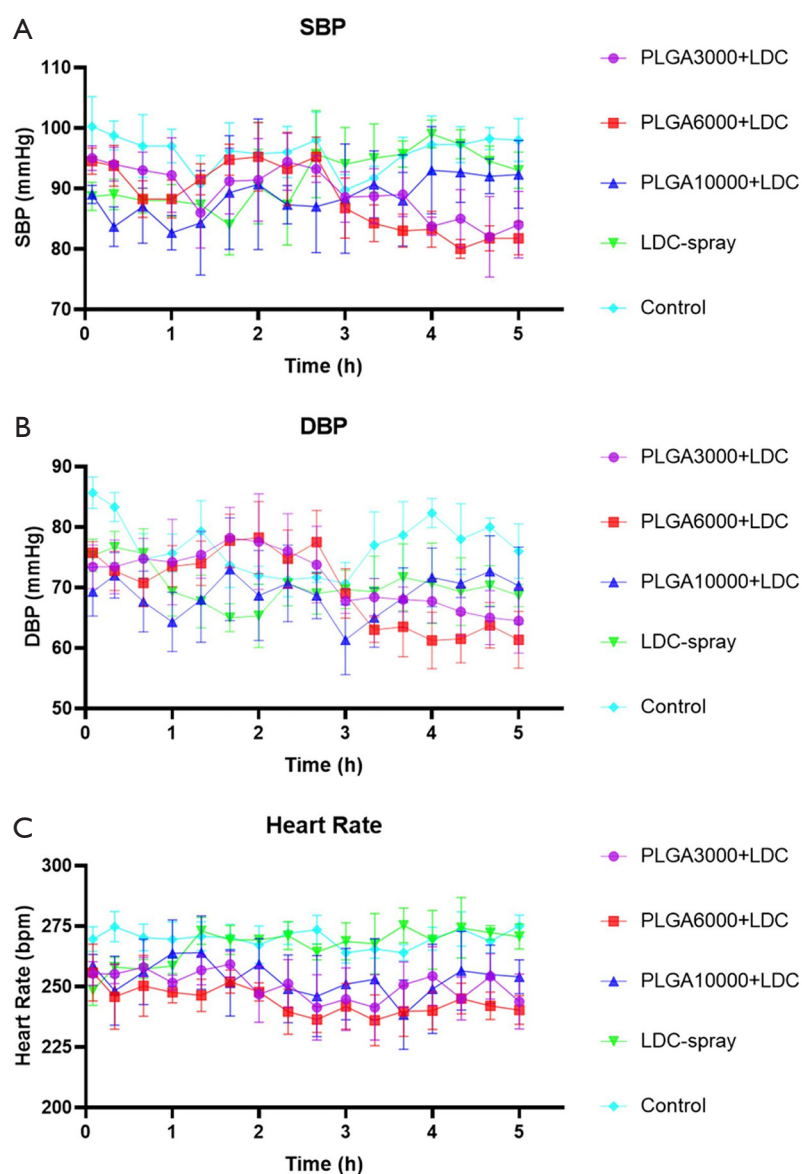 A
SBP
SBP (mmHg)
110
100
90
80
70
0 1 2 3 4 5
Time (h)
PLGA3000+LDC
PLGA6000+LDC
PLGA10000+LDC
LDC-spray
Control
B
DBP
DBP (mmHg)
90
80
70
60
50
0 1 2 3 4 5
Time (h)
PLGA3000+LDC
PLGA6000+LDC
PLGA10000+LDC
LDC-spray
Control
C
Heart Rate
Heart Rate (bpm)
300
275
250
225
200
0 1 2 3 4 5
Time (h)
PLGA3000+LDC
PLGA6000+LDC
PLGA10000+LDC
LDC-spray
Control